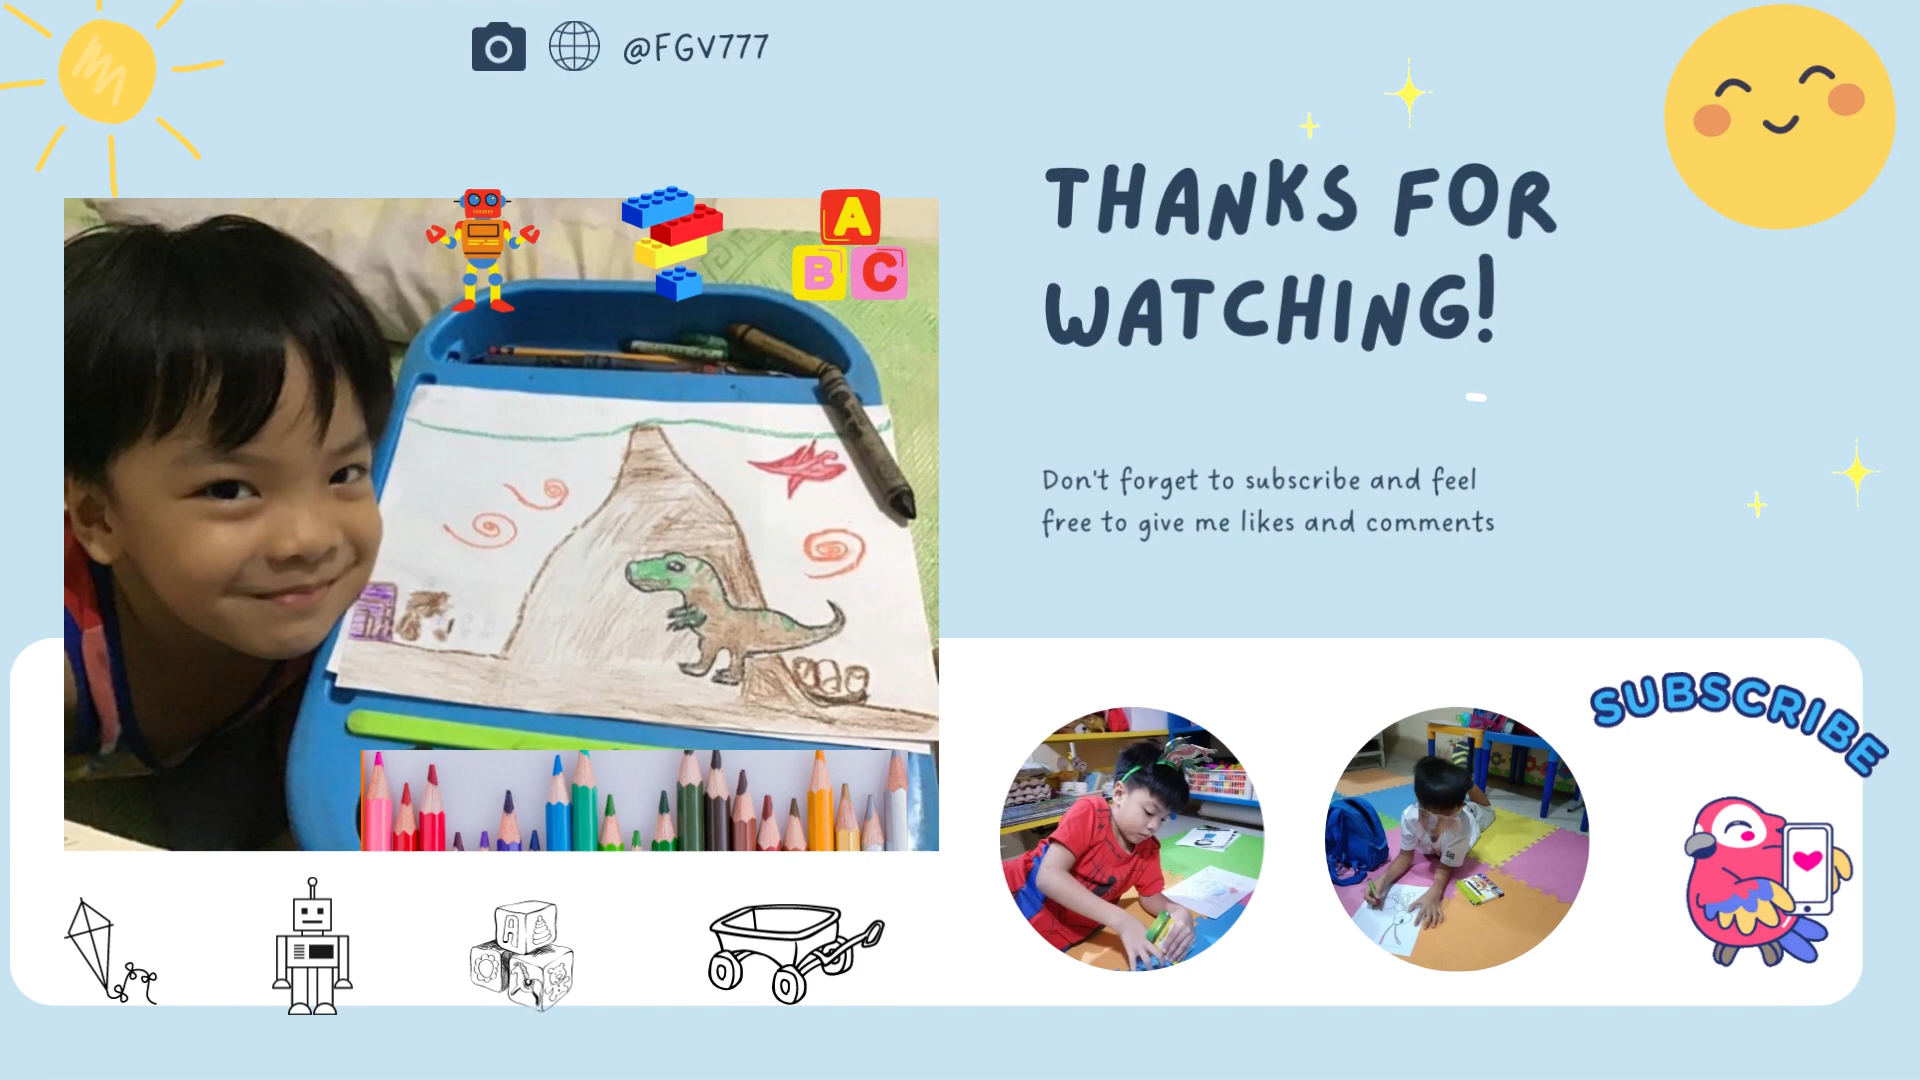 @FGV777
THANKS FOR
WATCHING!
Don't forget to subscribe and feel
free to give me likes and comments
A
B C
SUBSCRIBE
A